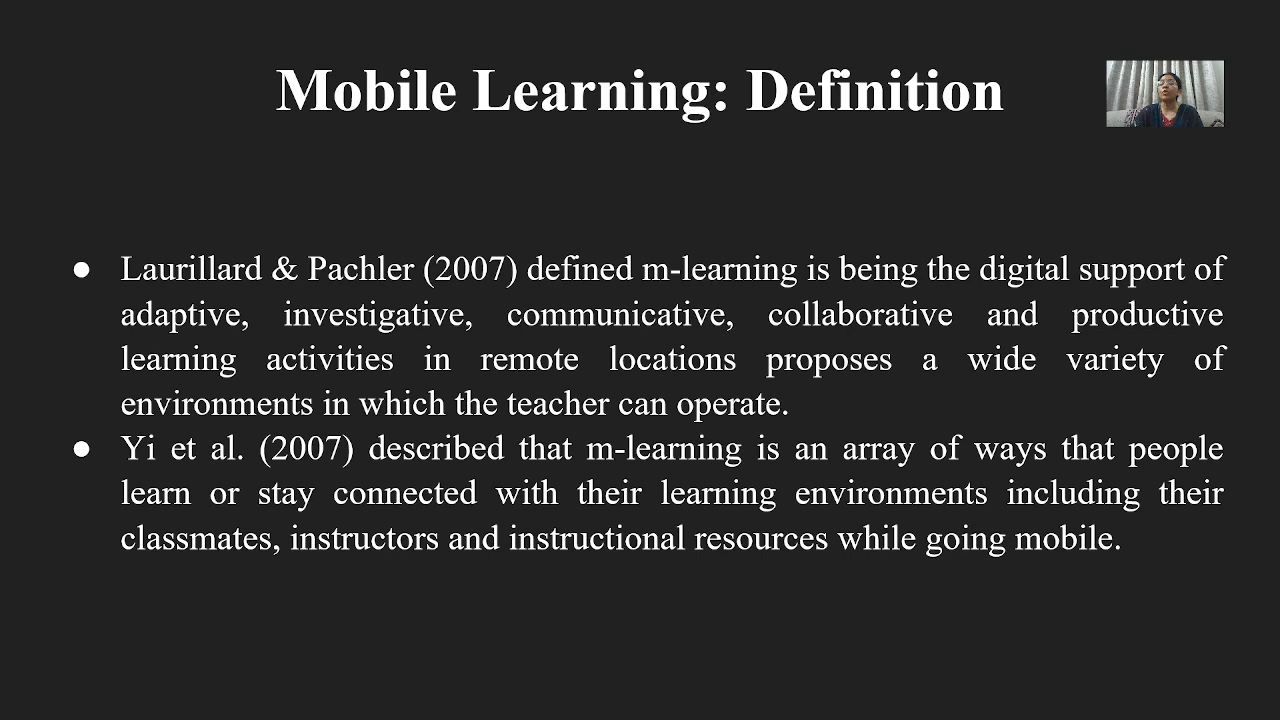 Mobile Learning: Definition
● Laurillard & Pachler (2007) defined m-learning is being the digital support of
adaptive, investigative, communicative, collaborative and productive
learning activities in remote locations proposes a wide variety of
environments in which the teacher can operate.
● Yi et al. (2007) described that m-learning is an array of ways that people
learn or stay connected with their learning environments including their
classmates, instructors and instructional resources while going mobile.